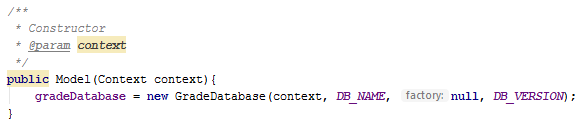 /**
 * Constructor
 * @param context
 */
public Model(Context context){
    gradeDatabase = new GradeDatabase(context, DB_NAME, factory: null, DB_VERSION);
}